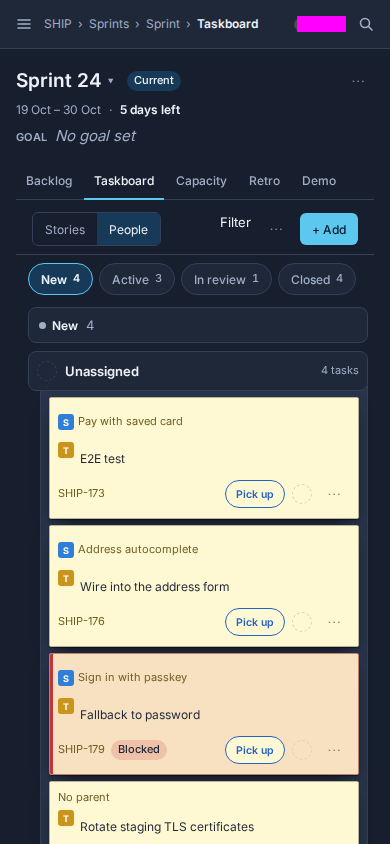 SHIP › Sprints › Sprint › Taskboard
Sprint 24 ▾ Current ...
19 Oct – 30 Oct · 5 days left
GOAL No goal set
Backlog Taskboard Capacity Retro Demo
Stories People Filter ... + Add
New 4 Active 3 In review 1 Closed 4
New 4
Unassigned 4 tasks
S Pay with saved card
T E2E test
SHIP-173 Pick up ...
S Address autocomplete
T Wire into the address form
SHIP-176 Pick up ...
S Sign in with passkey
T Fallback to password
SHIP-179 Blocked Pick up ...
No parent
T Rotate staging TLS certificates